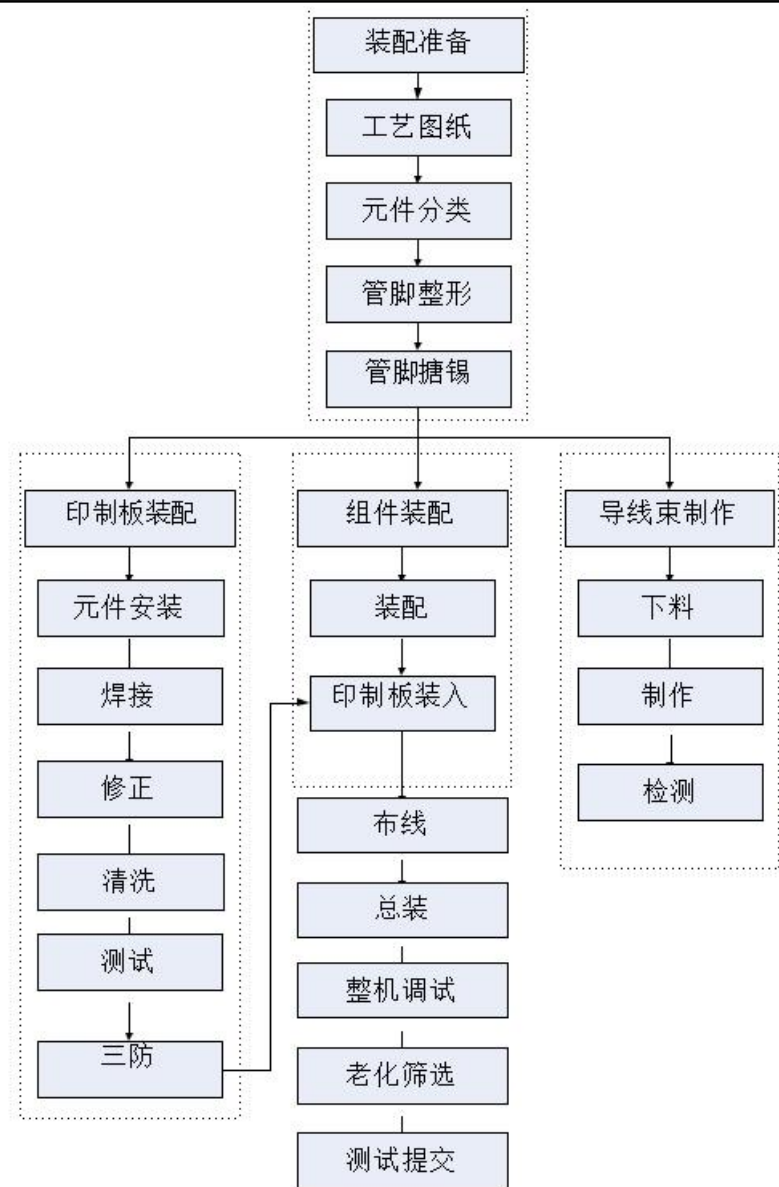 装配准备
工艺图纸
元件分类
管脚整形
管脚搪锡
印制板装配
元件安装
焊接
修正
清洗
测试
三防
组件装配
装配
印制板装入
布线
总装
整机调试
老化筛选
测试提交
导线束制作
下料
制作
检测